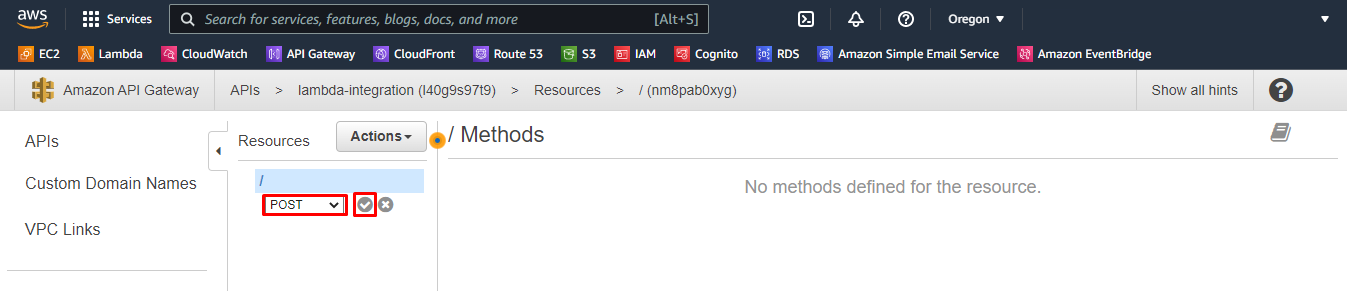 aws Services Search for services, features, blogs, docs, and more [Alt+S] Oregon
EC2 Lambda CloudWatch API Gateway CloudFront Route 53 S3 IAM Cognito RDS Amazon Simple Email Service Amazon EventBridge
Amazon API Gateway APIs > lambda-integration (l40g9s97t9) > Resources > / (nm8pab0xyg) Show all hints ?
APIs
Custom Domain Names
VPC Links
Resources Actions
/
POST
/ Methods
No methods defined for the resource.